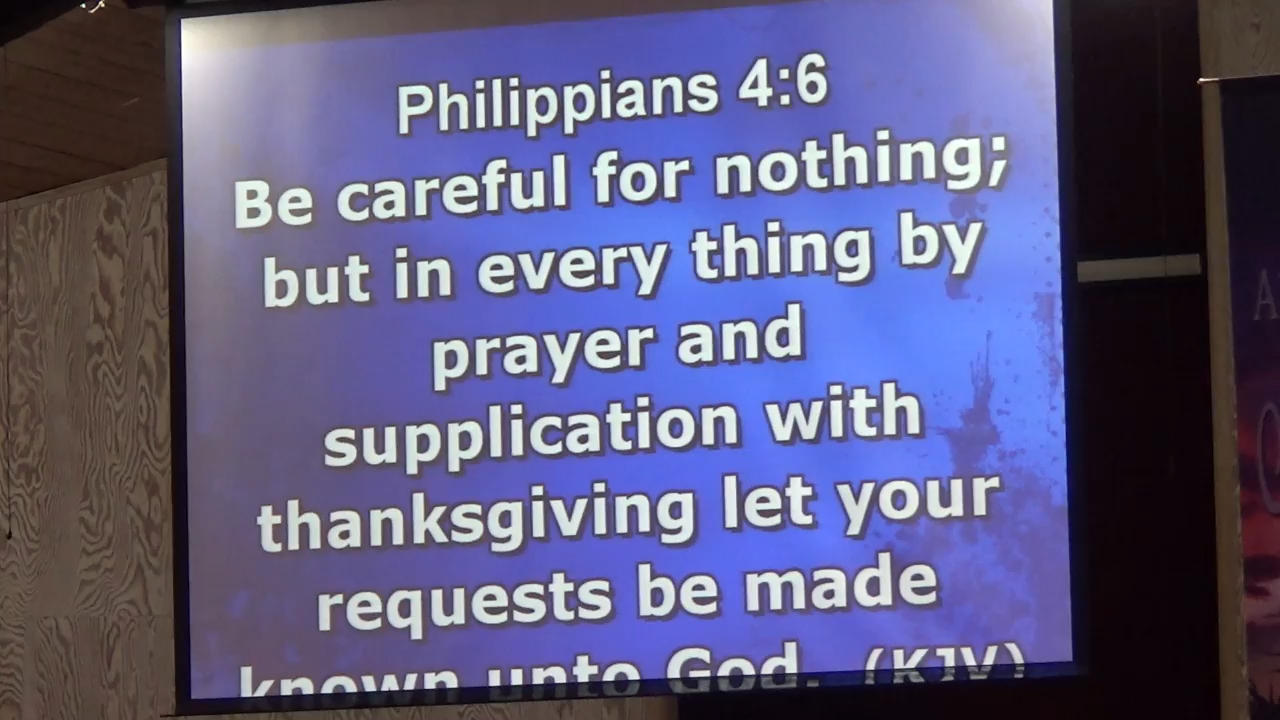 Philippians 4:6
Be careful for nothing;
but in every thing by
prayer and
supplication with
thanksgiving let your
requests be made
known unto God. (KJV)